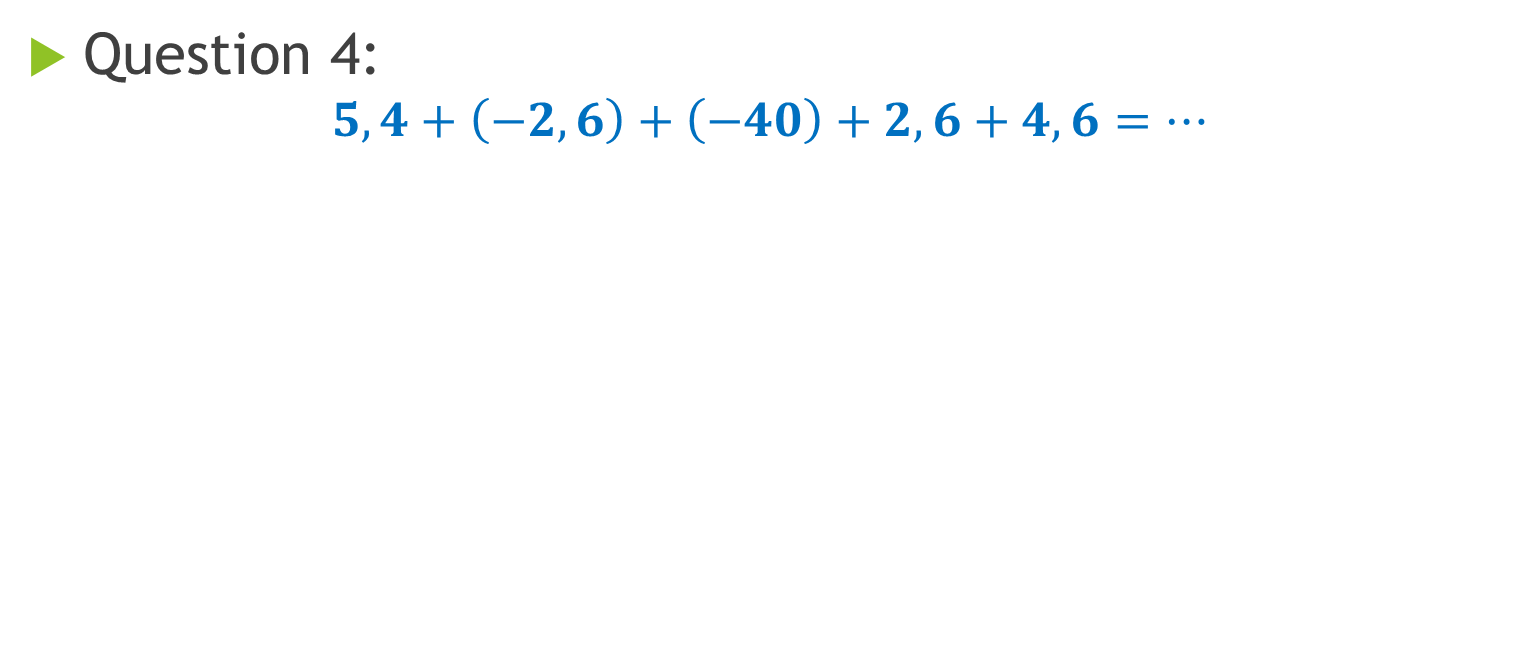 Question 4:
5,4 + (−2,6) + (−40) + 2,6 + 4,6 = ⋯